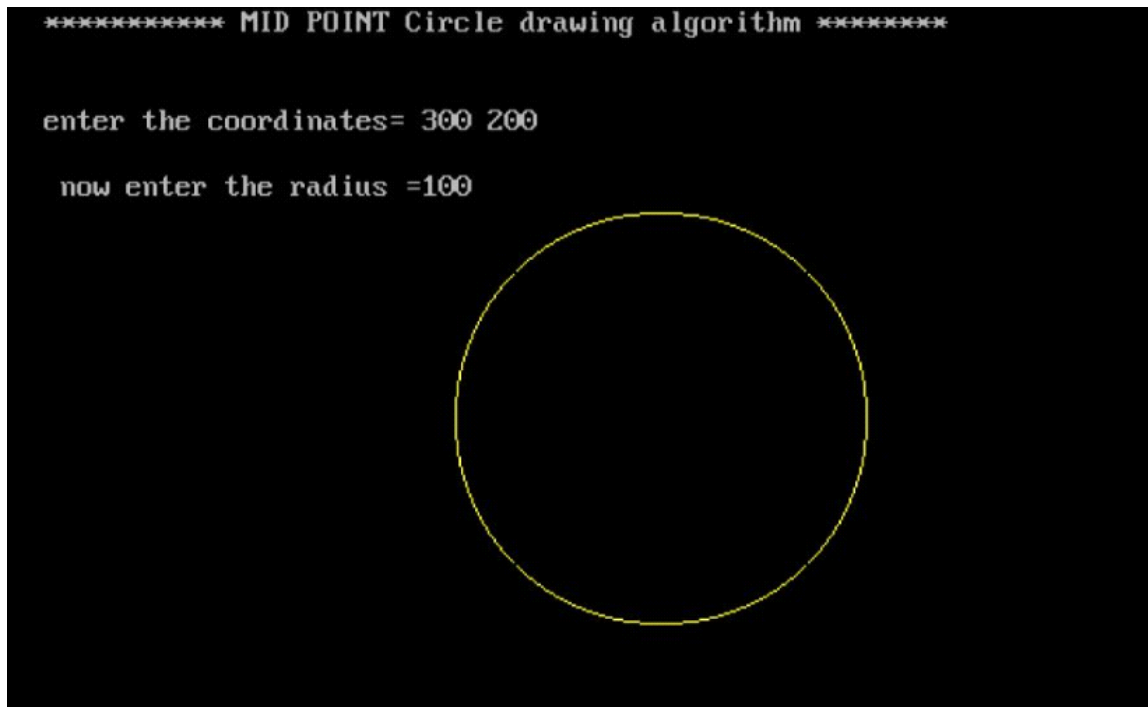 *********** MID POINT Circle drawing algorithm ********
enter the coordinates= 300 200
now enter the radius =100